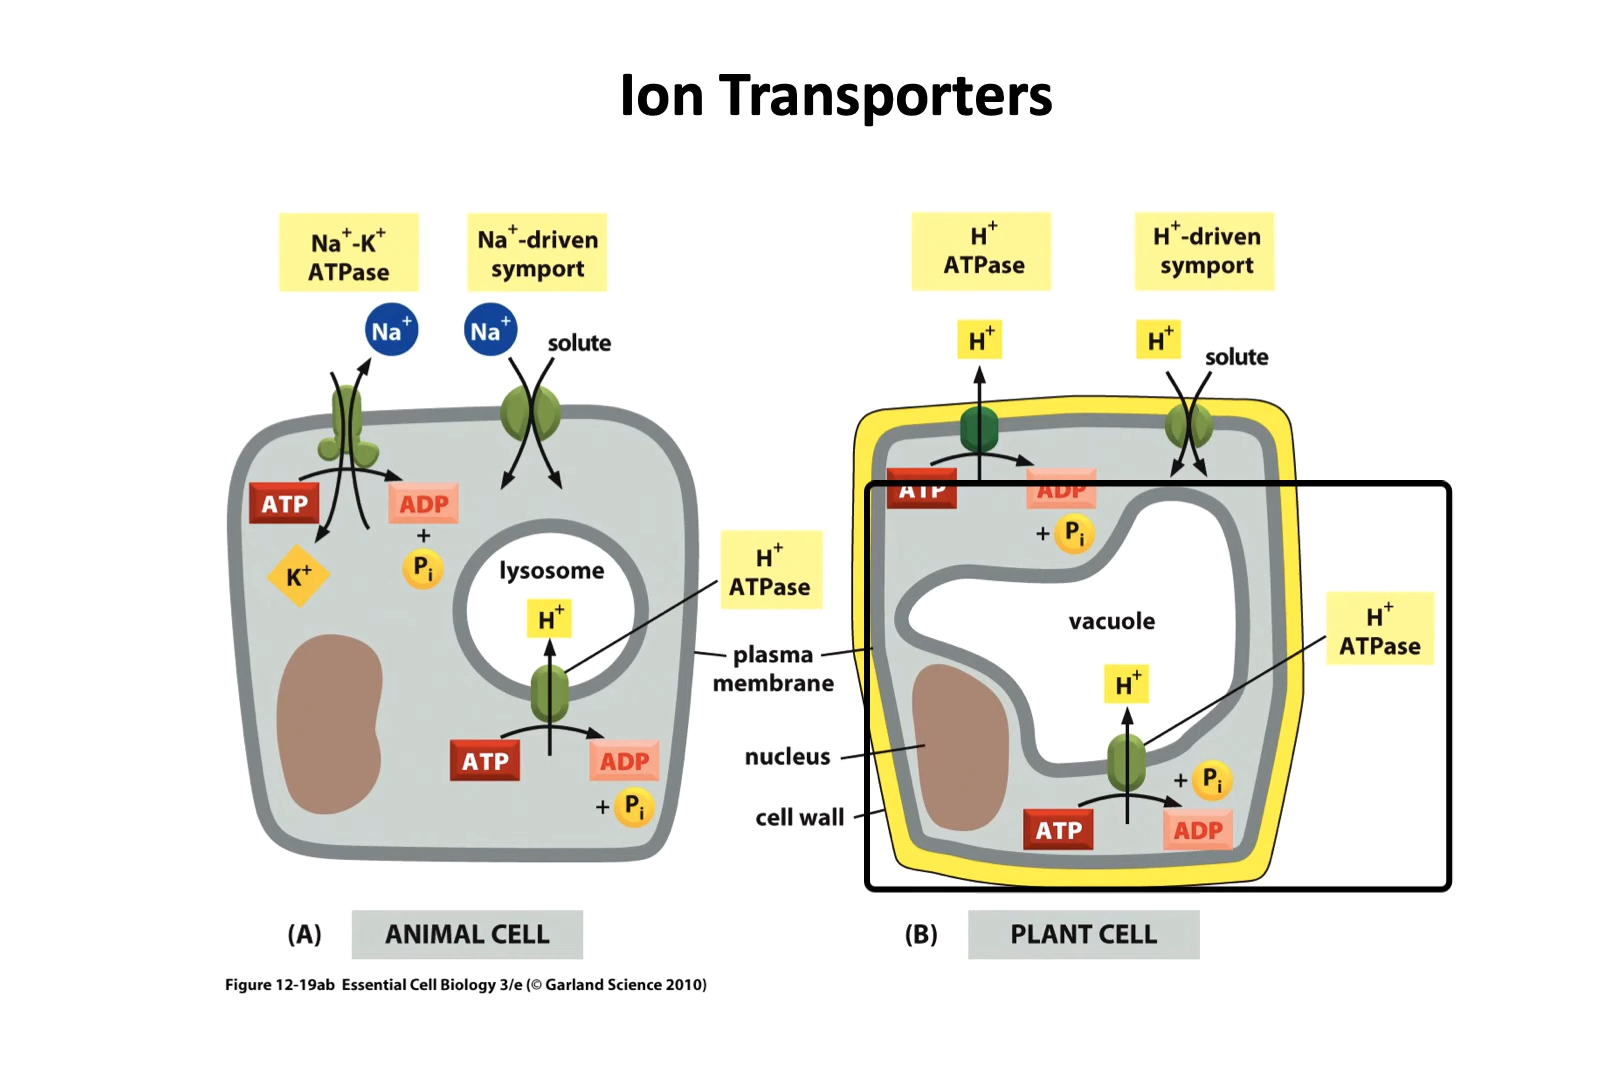 Ion Transporters
Na⁺-K⁺
ATPase
Na⁺-driven
symport
Na⁺
Na⁺
solute
ATP
ADP
+
Pi
K⁺
lysosome
H⁺
H⁺
ATPase
ATP
ADP
+ Pi
plasma
membrane
nucleus
cell wall
H⁺
ATPase
H⁺-driven
symport
H⁺
H⁺
solute
ATP
ADP
+ Pi
vacuole
H⁺
H⁺
ATPase
+ Pi
ATP
ADP
(A) ANIMAL CELL
(B) PLANT CELL
Figure 12-19ab Essential Cell Biology 3/e (© Garland Science 2010)